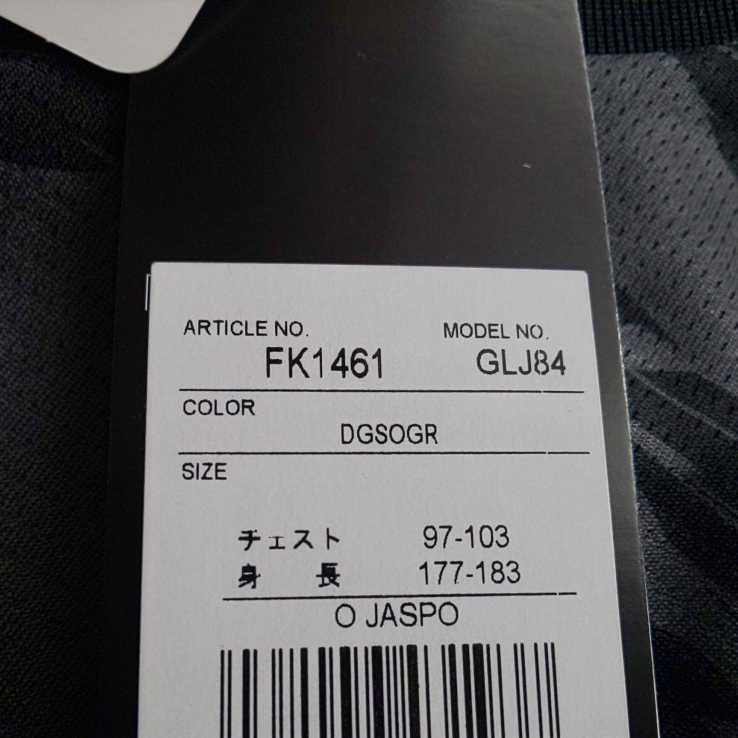 ARTICLE NO. MODEL NO.
FK1461 GLJ84
COLOR
DGSOGR
SIZE
チェスト 97-103
身長 177-183
O JASPO